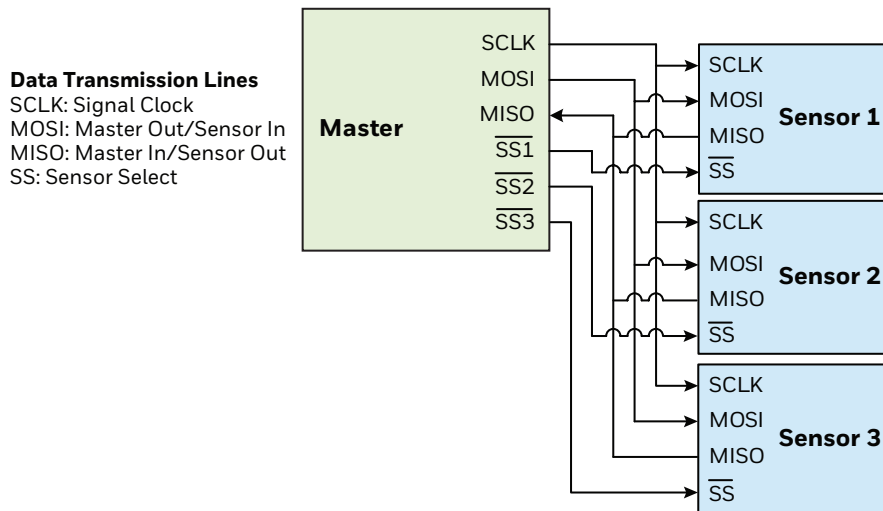 Data Transmission Lines
SCLK: Signal Clock
MOSI: Master Out/Sensor In
MISO: Master In/Sensor Out
SS: Sensor Select
Master
SCLK
MOSI
MISO
SS1
SS2
SS3
SCLK
MOSI
MISO
SS
Sensor 1
SCLK
MOSI
MISO
SS
Sensor 2
SCLK
MOSI
MISO
SS
Sensor 3